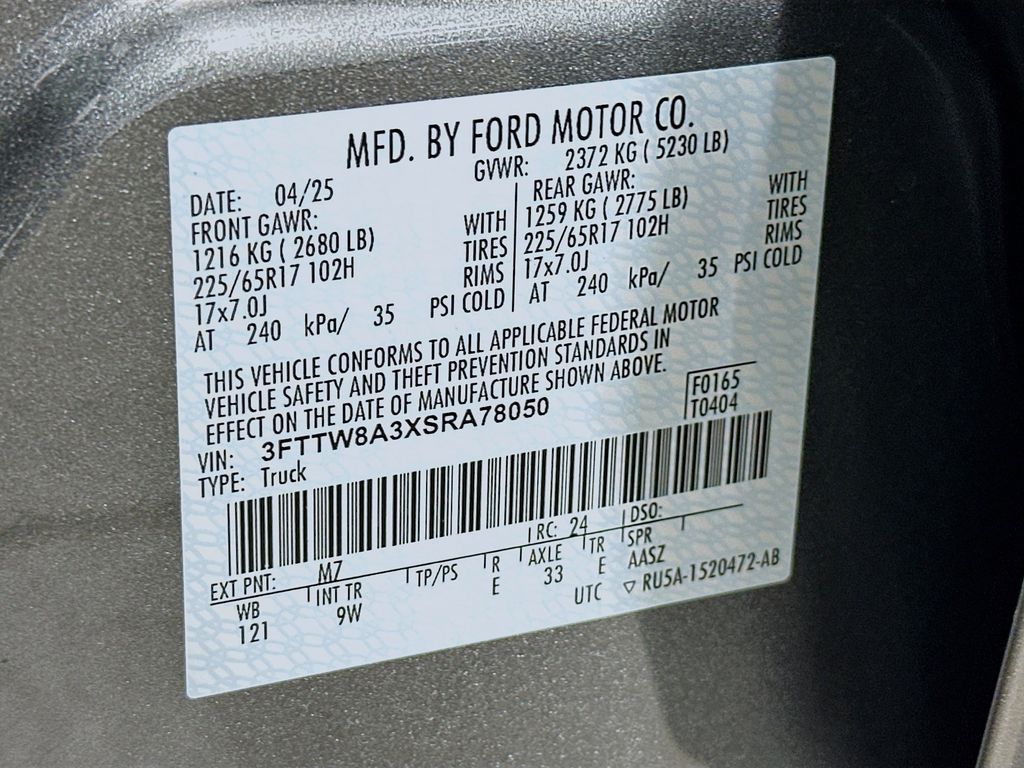 MFD. BY FORD MOTOR CO.
DATE: 04/25
GVWR: 2372 KG ( 5230 LB)
FRONT GAWR:
1216 KG ( 2680 LB)
225/65R17 102H
17x7.0J
WITH
TIRES
RIMS
AT 240 kPa/ 35 PSI COLD
REAR GAWR:
1259 KG ( 2775 LB)
225/65R17 102H
17x7.0J
WITH
TIRES
RIMS
AT 240 kPa/ 35 PSI COLD
THIS VEHICLE CONFORMS TO ALL APPLICABLE FEDERAL MOTOR
VEHICLE SAFETY AND THEFT PREVENTION STANDARDS IN
EFFECT ON THE DATE OF MANUFACTURE SHOWN ABOVE.
VIN: 3FTTW8A3XSRA78050
TYPE: Truck
F0165
T0404
EXT PNT: M7 RC: 24 DSO:
WB INT TR TP/PS R AXLE TR SPR
121 9W E 33 E AASZ
UTC ▽ RU5A-1520472-AB